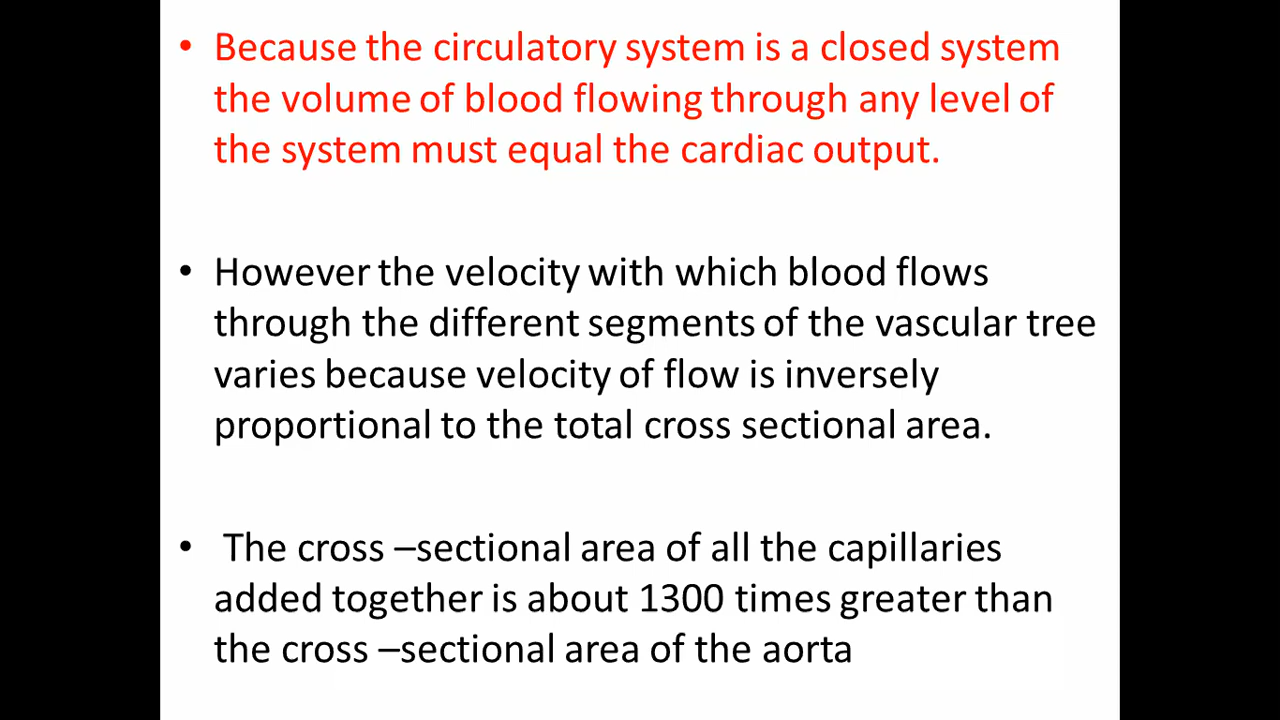 • Because the circulatory system is a closed system
the volume of blood flowing through any level of
the system must equal the cardiac output.
• However the velocity with which blood flows
through the different segments of the vascular tree
varies because velocity of flow is inversely
proportional to the total cross sectional area.
• The cross –sectional area of all the capillaries
added together is about 1300 times greater than
the cross –sectional area of the aorta